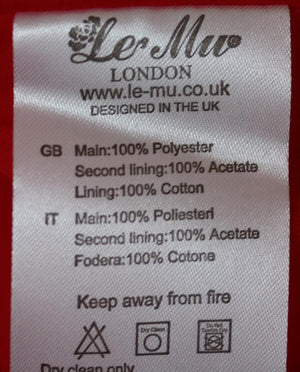 Le Mu®
LONDON
www.le-mu.co.uk
DESIGNED IN THE UK
GB Main:100% Polyester
Second lining:100% Acetate
Lining:100% Cotton
IT Main:100% Poliesteri
Second lining:100% Acetate
Fodera:100% Cotone
Keep away from fire
Dry Clean
Do Not Tumble Dry
Dry clean only